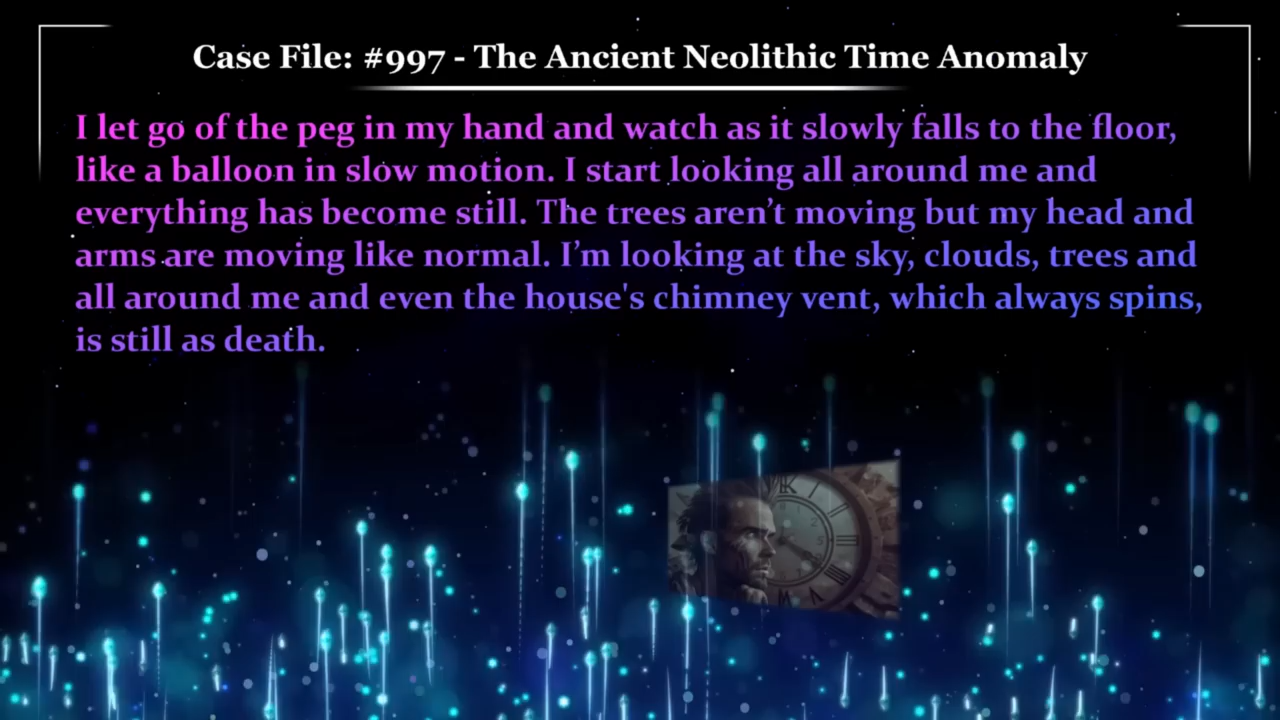 Case File: #997 - The Ancient Neolithic Time Anomaly
I let go of the peg in my hand and watch as it slowly falls to the floor,
like a balloon in slow motion. I start looking all around me and
everything has become still. The trees aren’t moving but my head and
arms are moving like normal. I’m looking at the sky, clouds, trees and
all around me and even the house's chimney vent, which always spins,
is still as death.